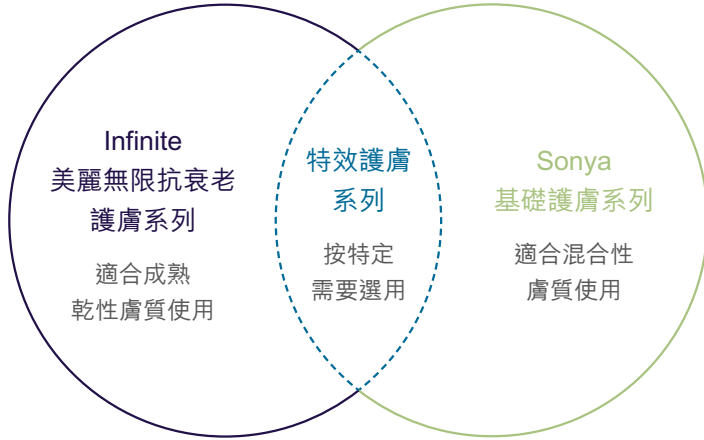 Infinite
美麗無限抗衰老
護膚系列
適合成熟
乾性膚質使用
特效護膚
系列
按特定
需要選用
Sonya
基礎護膚系列
適合混合性
膚質使用